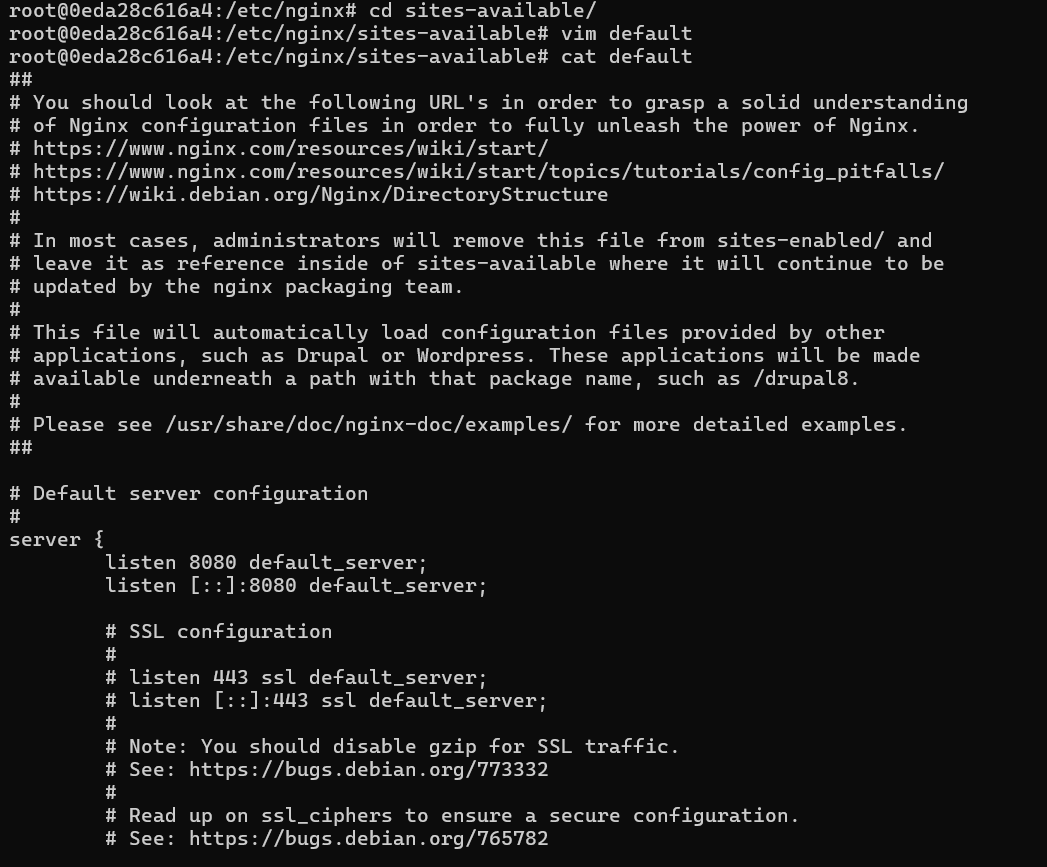 root@0eda28c616a4:/etc/nginx# cd sites-available/
root@0eda28c616a4:/etc/nginx/sites-available# vim default
root@0eda28c616a4:/etc/nginx/sites-available# cat default
##
# You should look at the following URL's in order to grasp a solid understanding
# of Nginx configuration files in order to fully unleash the power of Nginx.
# https://www.nginx.com/resources/wiki/start/
# https://www.nginx.com/resources/wiki/start/topics/tutorials/config_pitfalls/
# https://wiki.debian.org/Nginx/DirectoryStructure
#
# In most cases, administrators will remove this file from sites-enabled/ and
# leave it as reference inside of sites-available where it will continue to be
# updated by the nginx packaging team.
#
# This file will automatically load configuration files provided by other
# applications, such as Drupal or Wordpress. These applications will be made
# available underneath a path with that package name, such as /drupal8.
#
# Please see /usr/share/doc/nginx-doc/examples/ for more detailed examples.
##

# Default server configuration
#
server {
        listen 8080 default_server;
        listen [::]:8080 default_server;

        # SSL configuration
        #
        # listen 443 ssl default_server;
        # listen [::]:443 ssl default_server;
        #
        # Note: You should disable gzip for SSL traffic.
        # See: https://bugs.debian.org/773332
        #
        # Read up on ssl_ciphers to ensure a secure configuration.
        # See: https://bugs.debian.org/765782